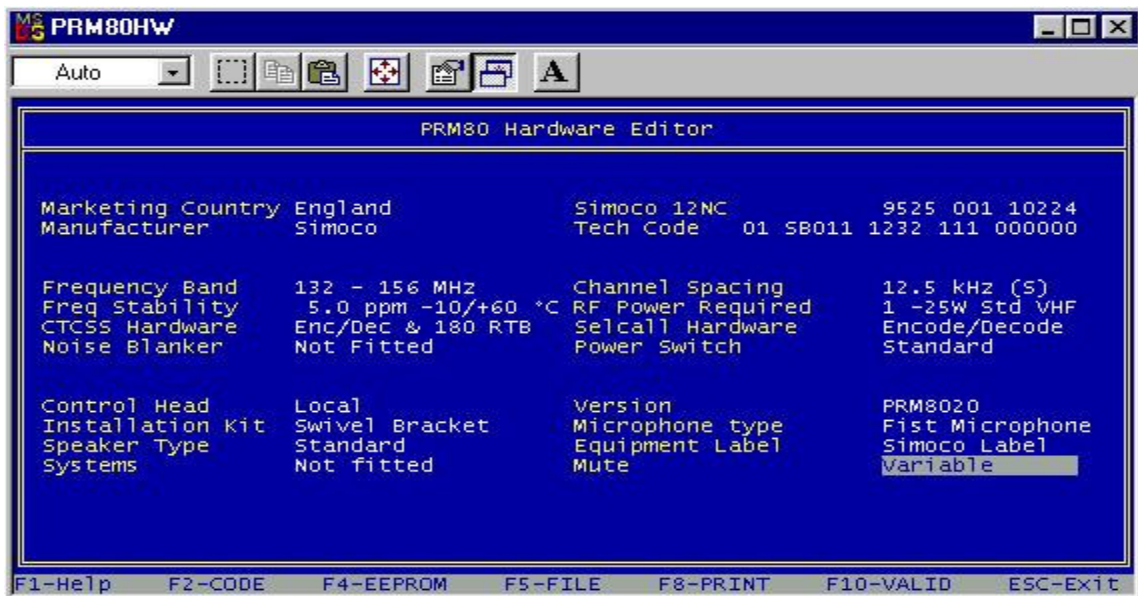 PRM80HW
Auto
A
PRM80 Hardware Editor
Marketing Country England Simoco 12NC 9525 001 10224
Manufacturer Simoco Tech Code 01 SB011 1232 111 000000
Frequency Band 132 - 156 MHz Channel Spacing 12.5 kHz (S)
Freq Stability 5.0 ppm -10/+60 °C RF Power Required 1 -25W Std VHF
CTCSS Hardware Enc/Dec & 180 RTB Selcall Hardware Encode/Decode
Noise Blanker Not Fitted Power Switch Standard
Control Head Local Version PRM8020
Installation Kit Swivel Bracket Microphone type Fist Microphone
Speaker Type Standard Equipment Label Simoco Label
Systems Not fitted Mute Variable
F1-Help F2-CODE F4-EEPROM F5-FILE F8-PRINT F10-VALID ESC-Exit